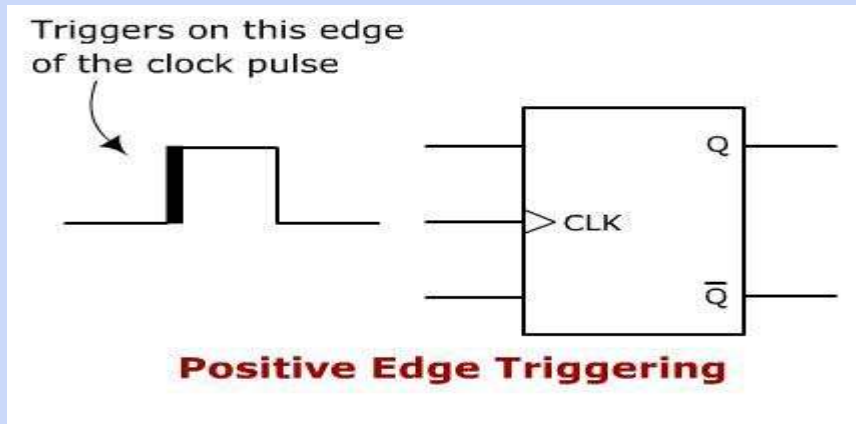 Triggers on this edge
of the clock pulse
Q
CLK
Q̅
Positive Edge Triggering